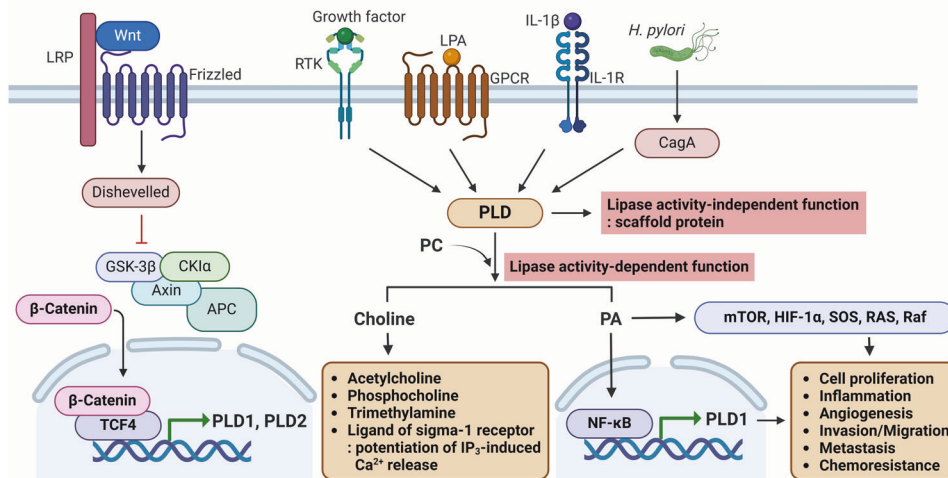 Wnt
LRP
Frizzled
Growth factor
RTK
LPA
GPCR
IL-1β
IL-1R
H. pylori
CagA
Dishevelled
GSK-3β
CKlα
Axin
APC
β-Catenin
β-Catenin
TCF4
PLD1, PLD2
PLD
Lipase activity-independent function
: scaffold protein
PC
Lipase activity-dependent function
Choline
PA
mTOR, HIF-1α, SOS, RAS, Raf
• Acetylcholine
• Phosphocholine
• Trimethylamine
• Ligand of sigma-1 receptor
: potentiation of IP₃-induced
Ca²⁺ release
NF-κB
PLD1
• Cell proliferation
• Inflammation
• Angiogenesis
• Invasion/Migration
• Metastasis
• Chemoresistance